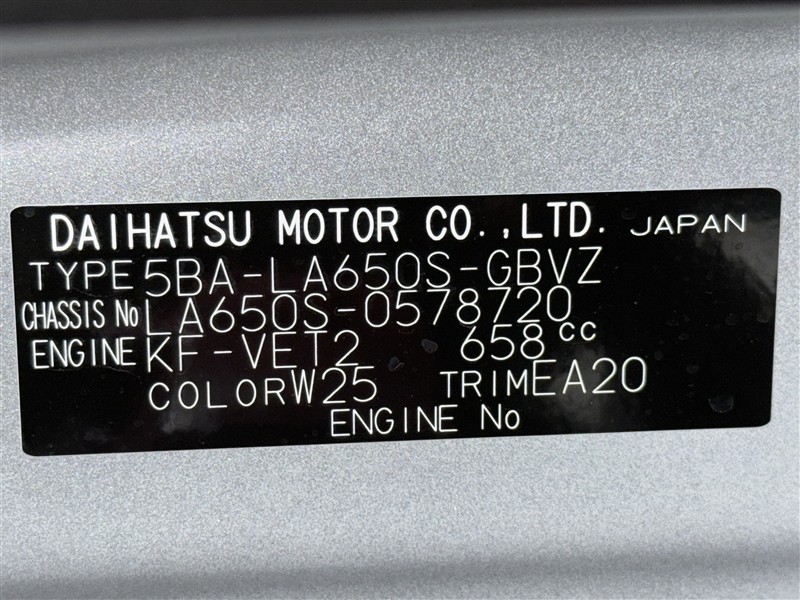 DAIHATSU MOTOR CO.,LTD. JAPAN
TYPE 5BA-LA650S-GBVZ
CHASSIS No LA650S-0578720
ENGINE KF-VET2 658cc
COLOR W25 TRIM EA20
ENGINE No